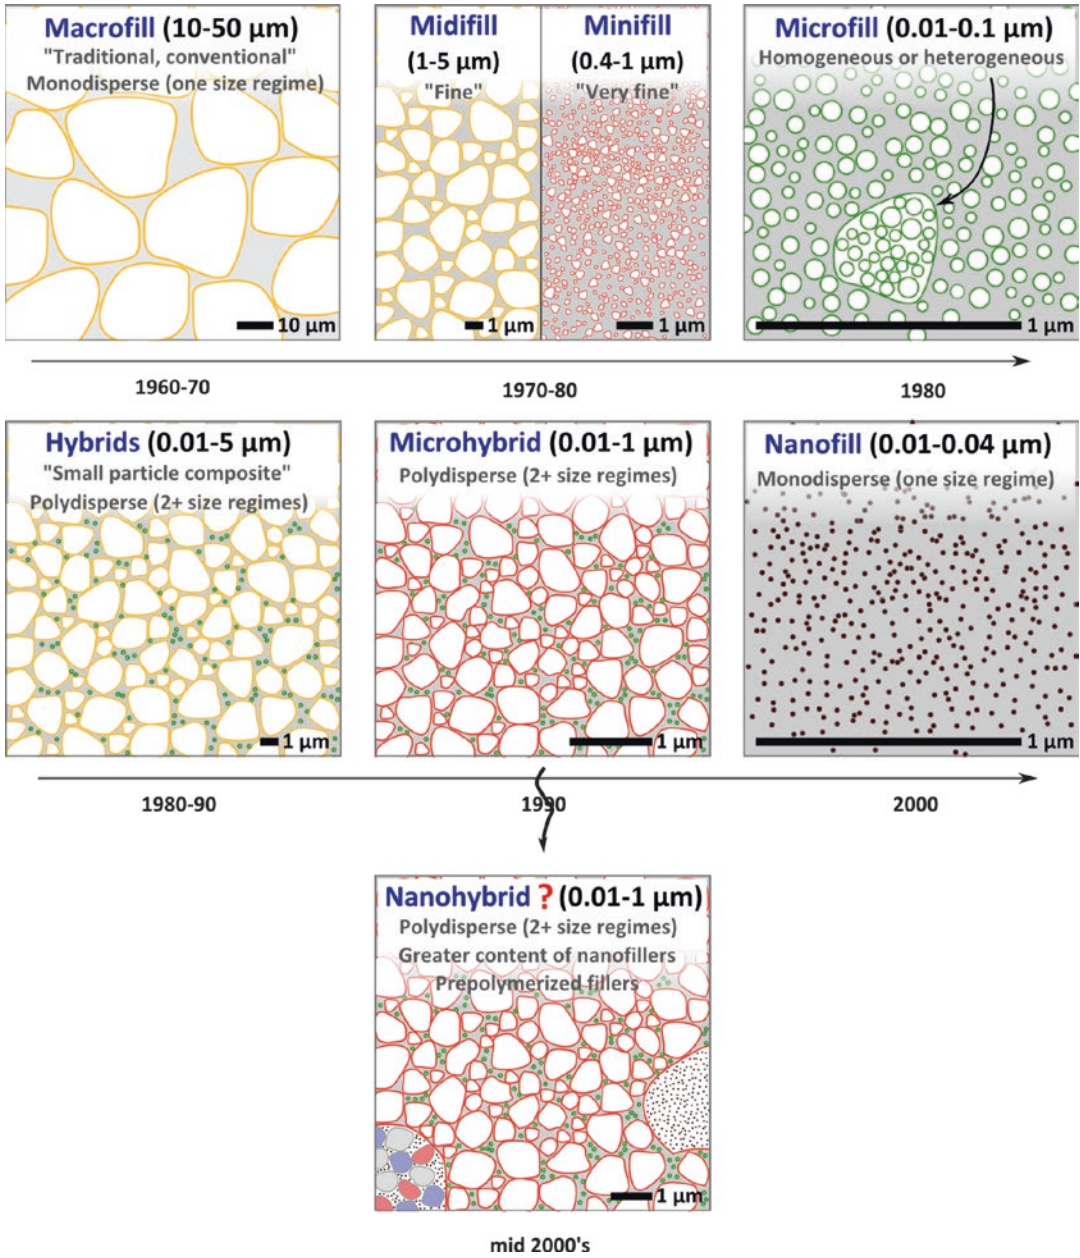 Macrofill (10-50 µm)
"Traditional, conventional"
Monodisperse (one size regime)
10 µm
Midifill
(1-5 µm)
"Fine"
1 µm
Minifill
(0.4-1 µm)
"Very fine"
1 µm
Microfill (0.01-0.1 µm)
Homogeneous or heterogeneous
1 µm
1960-70
1970-80
1980
Hybrids (0.01-5 µm)
"Small particle composite"
Polydisperse (2+ size regimes)
1 µm
Microhybrid (0.01-1 µm)
Polydisperse (2+ size regimes)
1 µm
Nanofill (0.01-0.04 µm)
Monodisperse (one size regime)
1 µm
1980-90
1990
2000
Nanohybrid ? (0.01-1 µm)
Polydisperse (2+ size regimes)
Greater content of nanofillers
Prepolymerized fillers
1 µm
mid 2000's